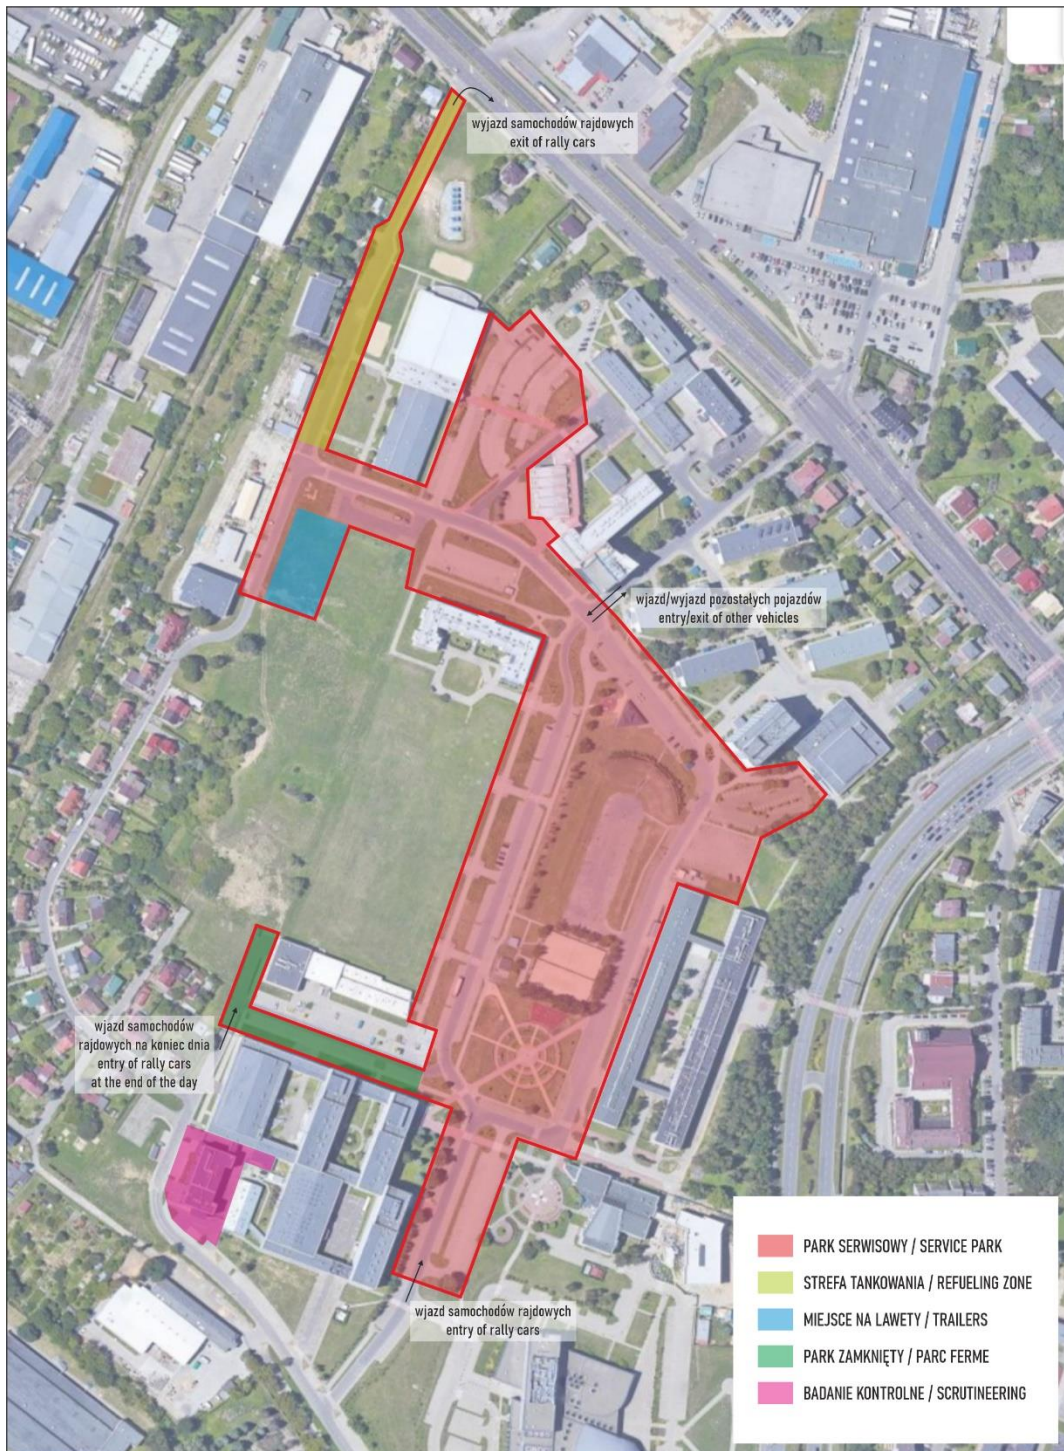 wyjazd samochodów rajdowych
exit of rally cars
wjazd/wyjazd pozostałych pojazdów
entry/exit of other vehicles
wjazd samochodów
rajdowych na koniec dnia
entry of rally cars
at the end of the day
wjazd samochodów rajdowych
entry of rally cars
PARK SERWISOWY / SERVICE PARK
STREFA TANKOWANIA / REFUELING ZONE
MIEJSCE NA LAWETY / TRAILERS
PARK ZAMKNIĘTY / PARC FERME
BADANIE KONTROLNE / SCRUTINEERING